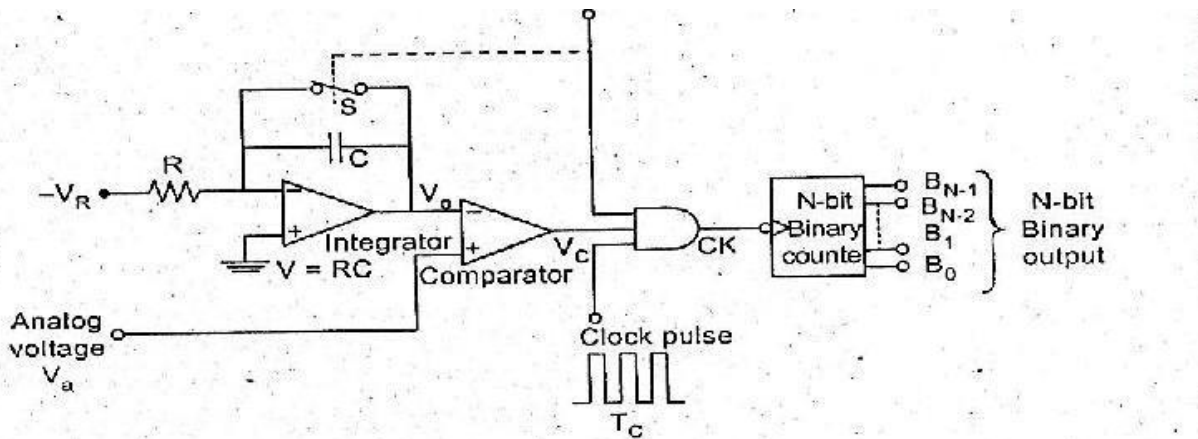 S
C
R
−V_R
−
+
Integrator
V = RC
V_o
−
+
Comparator
V_C
CK
N-bit
Binary
counte
B_N-1
B_N-2
B_1
B_0
N-bit
Binary
output
Analog
voltage
V_a
Clock pulse
T_C